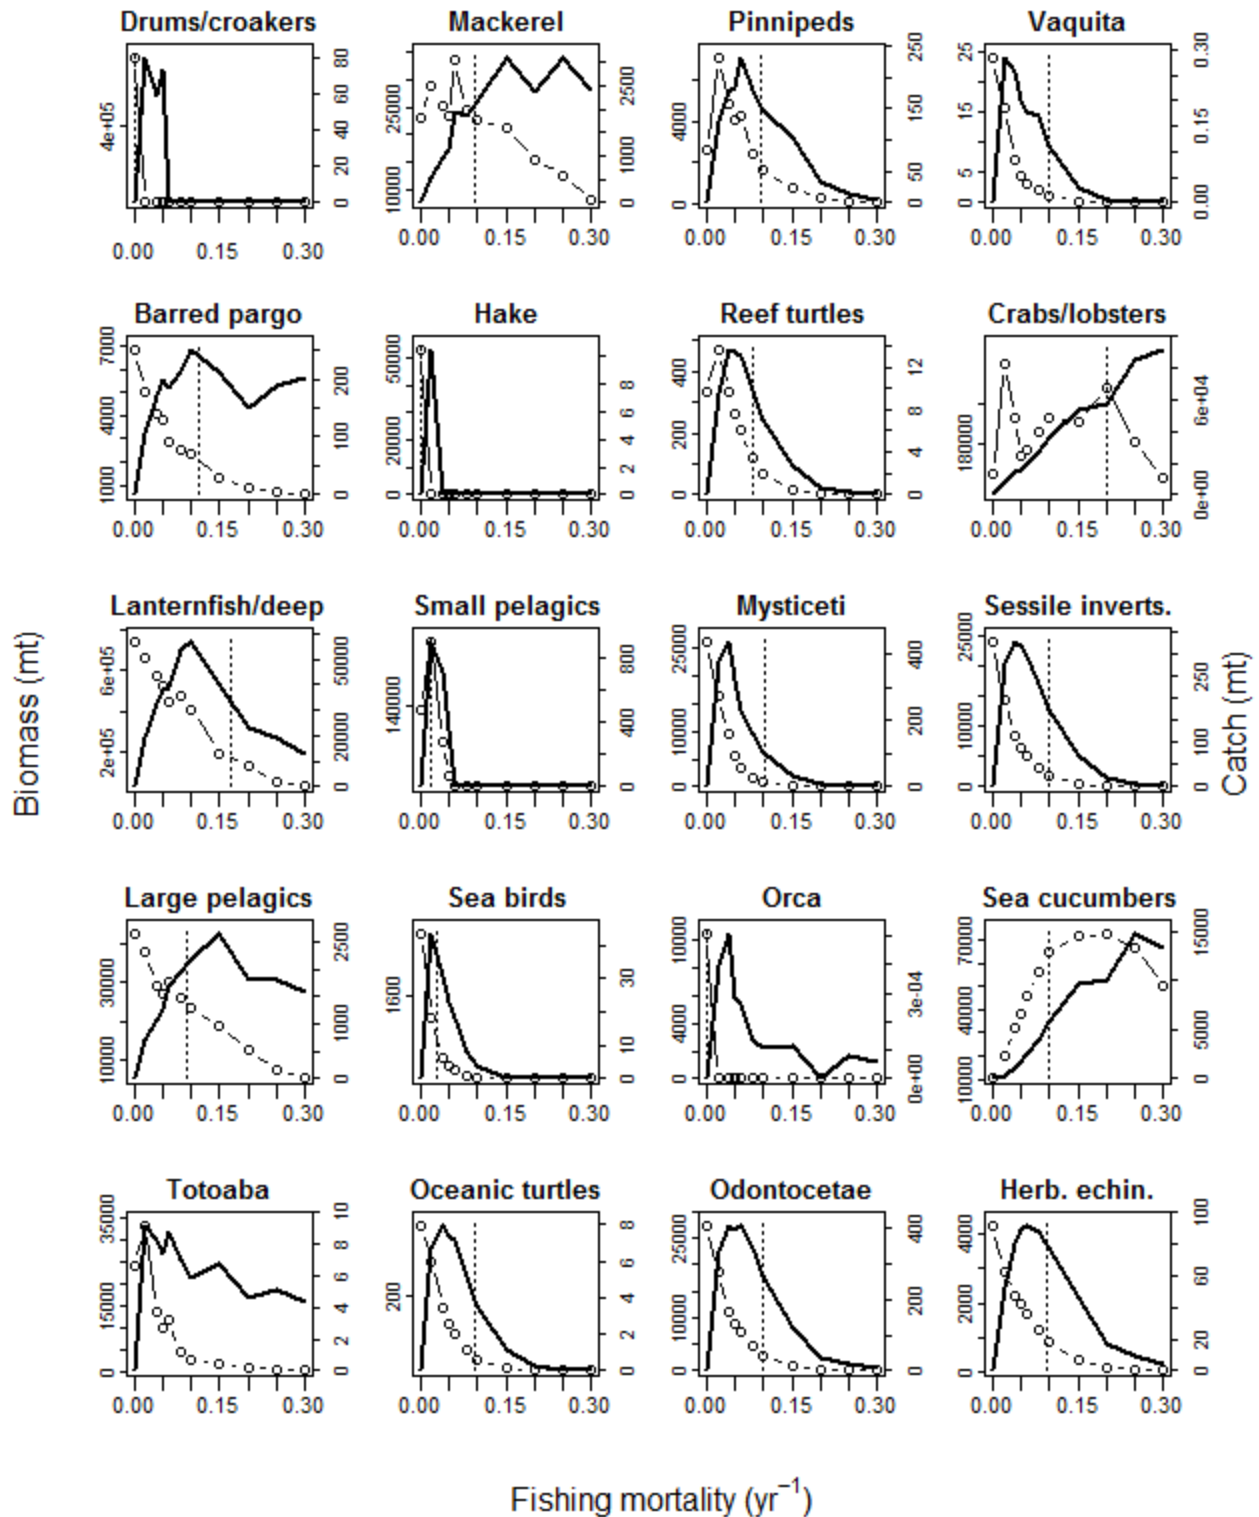 Drums/croakers Mackerel Pinnipeds Vaquita
4e+05 0 20 40 60 80 10000 25000 0 1000 2500 0 4000 0 50 150 250 0 5 15 25 0.00 0.15 0.30
0.00 0.15 0.30 0.00 0.15 0.30 0.00 0.15 0.30 0.00 0.15 0.30
Barred pargo Hake Reef turtles Crabs/lobsters
1000 4000 7000 0 100 200 0 20000 50000 0 2 4 6 8 0 200 400 0 4 8 12 180000 0e+00 6e+04
0.00 0.15 0.30 0.00 0.15 0.30 0.00 0.15 0.30 0.00 0.15 0.30
Lanternfish/deep Small pelagics Mysticeti Sessile inverts.
2e+05 6e+05 0 20000 50000 140000 0 400 800 0 10000 25000 0 200 400 0 10000 25000 0 100 250
0.00 0.15 0.30 0.00 0.15 0.30 0.00 0.15 0.30 0.00 0.15 0.30
Biomass (mt)
Catch (mt)
Large pelagics Sea birds Orca Sea cucumbers
10000 30000 0 1000 2500 1600 0 10 30 0 4000 10000 0e+00 3e-04 10000 40000 70000 0 5000 15000
0.00 0.15 0.30 0.00 0.15 0.30 0.00 0.15 0.30 0.00 0.15 0.30
Totoaba Oceanic turtles Odontocetae Herb. echin.
0 15000 35000 0 2 4 6 8 10 200 0 2 4 6 8 0 10000 25000 0 200 400 0 2000 4000 0 20 60 100
0.00 0.15 0.30 0.00 0.15 0.30 0.00 0.15 0.30 0.00 0.15 0.30
Fishing mortality (yr⁻¹)